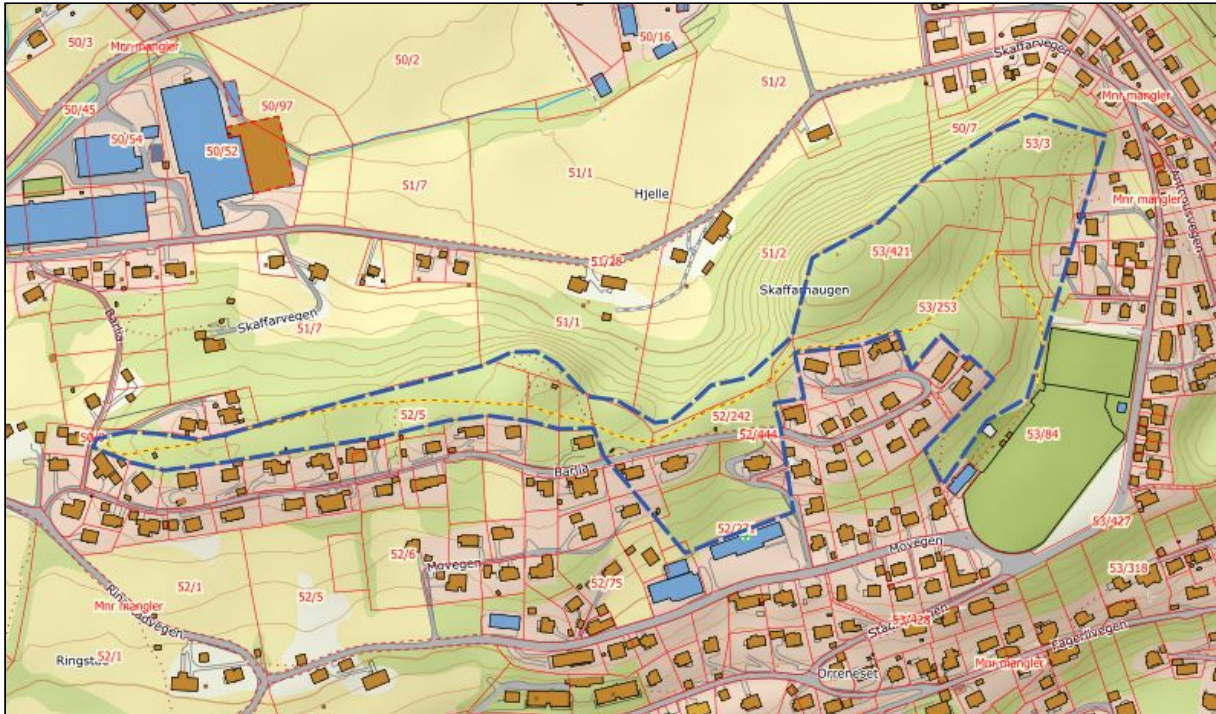 50/3
Mnr mangler
50/2
50/16
Skaffarvegen
51/2
50/45
50/97
50/54
50/52
50/7
Mnr mangler
53/3
51/7
51/1
Hjelle
Mnr mangler
51/2
53/421
51/28
Skaffarhaugen
53/253
Barlia
Skaffarvegen
51/7
51/1
52/5
52/242
52/444
53/84
Barlia
52/6
Movegen
52/75
Movegen
53/427
52/1
52/5
53/318
Mnr mangler
Ringstadvegen
53/428
Fagerlivegen
52/1
Mnr mangler
Orreneset